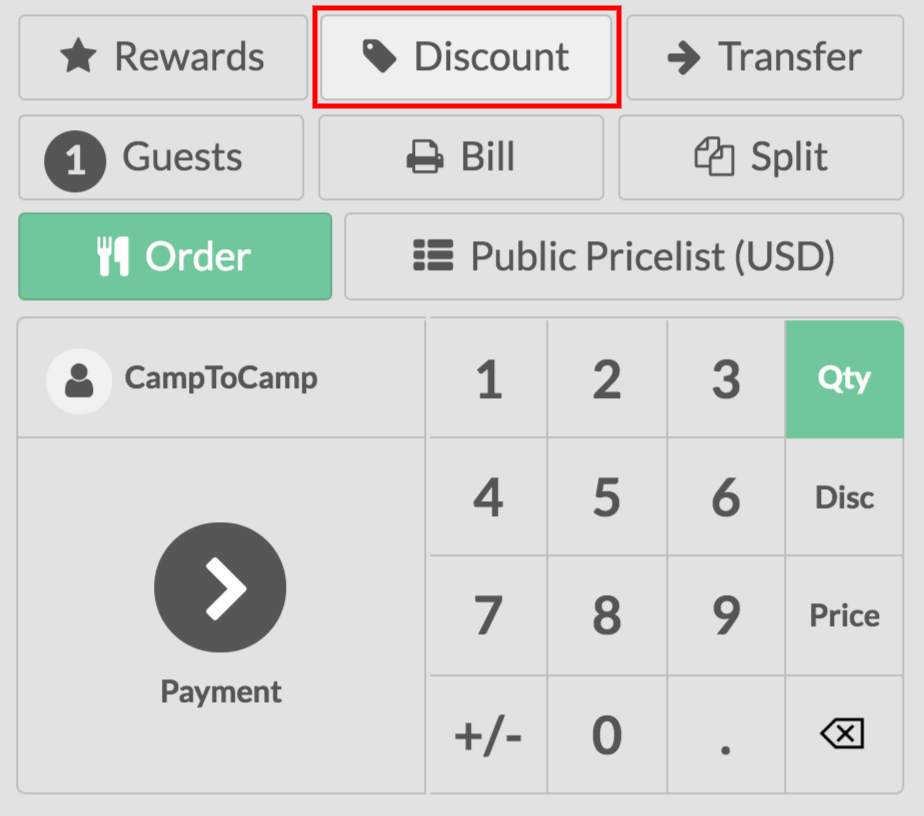 Rewards Discount Transfer
1 Guests Bill Split
Order Public Pricelist (USD)
CampToCamp 1 2 3 Qty
4 5 6 Disc
7 8 9 Price
Payment
+/- 0 .